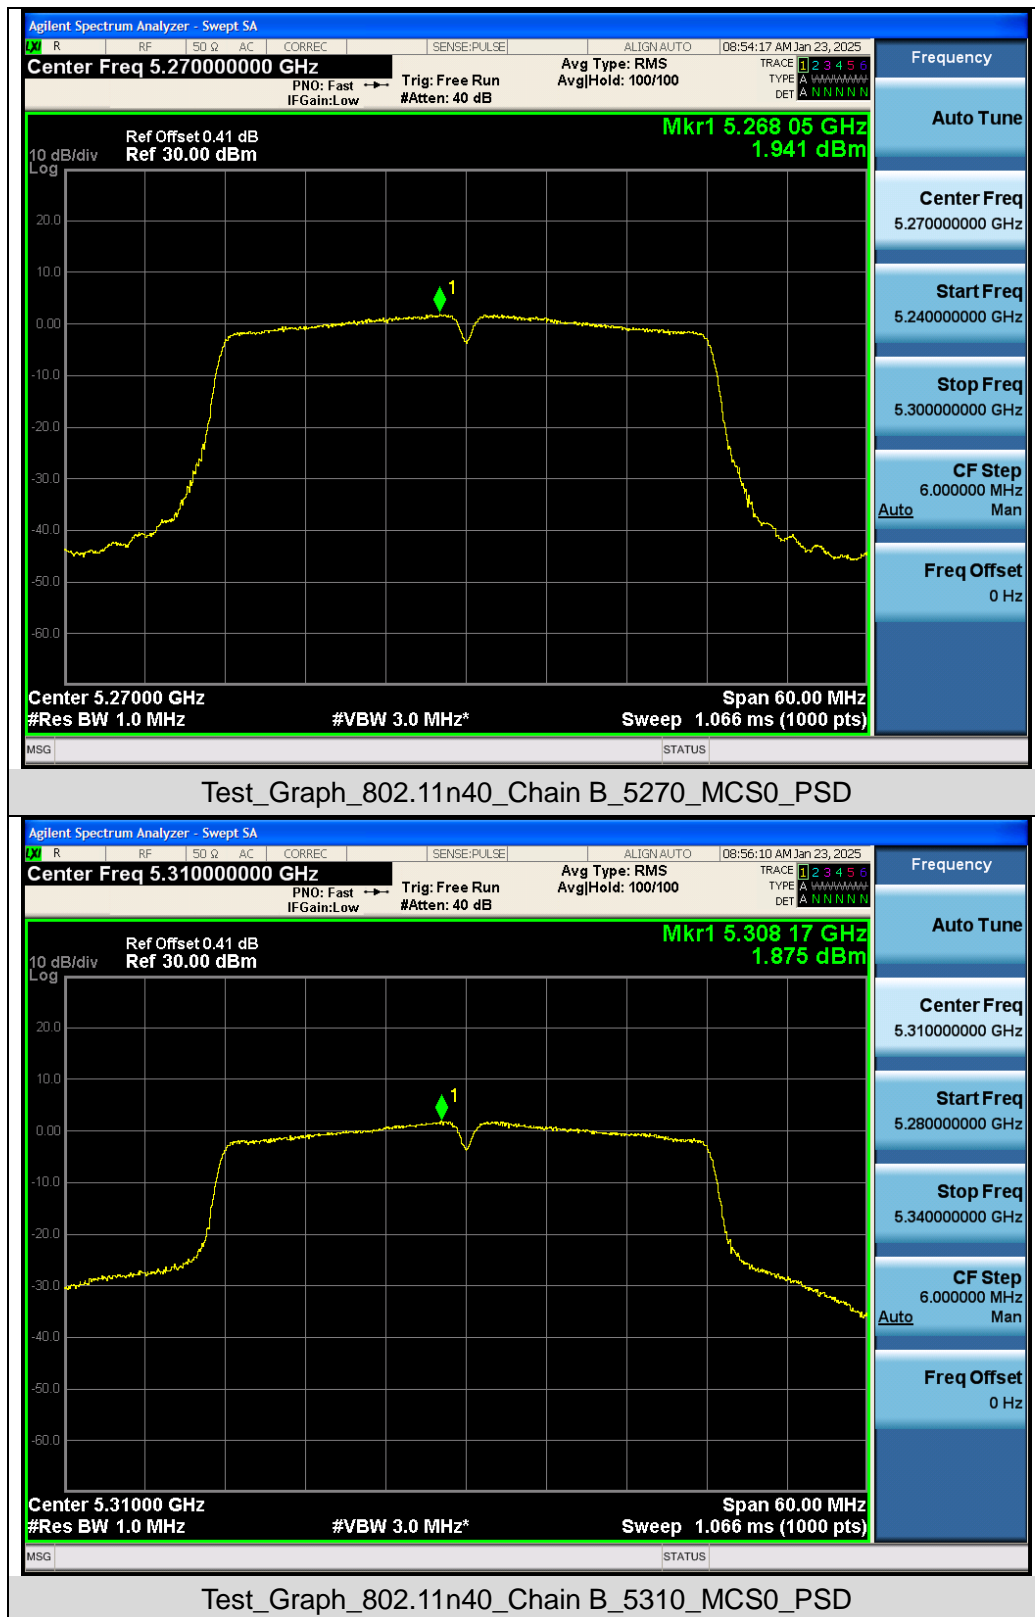 Agilent Spectrum Analyzer - Swept SA
LXI R RF 50 Ω AC CORREC SENSE:PULSE ALIGN AUTO 08:54:17 AM Jan 23, 2025
Center Freq 5.270000000 GHz
PNO: Fast
IFGain:Low
Trig: Free Run
#Atten: 40 dB
Avg Type: RMS
Avg|Hold: 100/100
TRACE 1 2 3 4 5 6
TYPE A WWWWW
DET A N N N N N
Frequency
Auto Tune
Center Freq
5.270000000 GHz
Start Freq
5.240000000 GHz
Stop Freq
5.300000000 GHz
CF Step
6.000000 MHz
Auto Man
Freq Offset
0 Hz
Mkr1 5.268 05 GHz
1.941 dBm
Ref Offset 0.41 dB
10 dB/div Ref 30.00 dBm
Log
1
20.0
10.0
0.00
-10.0
-20.0
-30.0
-40.0
-50.0
-60.0
Center 5.27000 GHz Span 60.00 MHz
#Res BW 1.0 MHz #VBW 3.0 MHz* Sweep 1.066 ms (1000 pts)
MSG STATUS
Test_Graph_802.11n40_Chain B_5270_MCS0_PSD
Agilent Spectrum Analyzer - Swept SA
LXI R RF 50 Ω AC CORREC SENSE:PULSE ALIGN AUTO 08:56:10 AM Jan 23, 2025
Center Freq 5.310000000 GHz
PNO: Fast
IFGain:Low
Trig: Free Run
#Atten: 40 dB
Avg Type: RMS
Avg|Hold: 100/100
TRACE 1 2 3 4 5 6
TYPE A WWWWW
DET A N N N N N
Frequency
Auto Tune
Center Freq
5.310000000 GHz
Start Freq
5.280000000 GHz
Stop Freq
5.340000000 GHz
CF Step
6.000000 MHz
Auto Man
Freq Offset
0 Hz
Mkr1 5.308 17 GHz
1.875 dBm
Ref Offset 0.41 dB
10 dB/div Ref 30.00 dBm
Log
1
20.0
10.0
0.00
-10.0
-20.0
-30.0
-40.0
-50.0
-60.0
Center 5.31000 GHz Span 60.00 MHz
#Res BW 1.0 MHz #VBW 3.0 MHz* Sweep 1.066 ms (1000 pts)
MSG STATUS
Test_Graph_802.11n40_Chain B_5310_MCS0_PSD